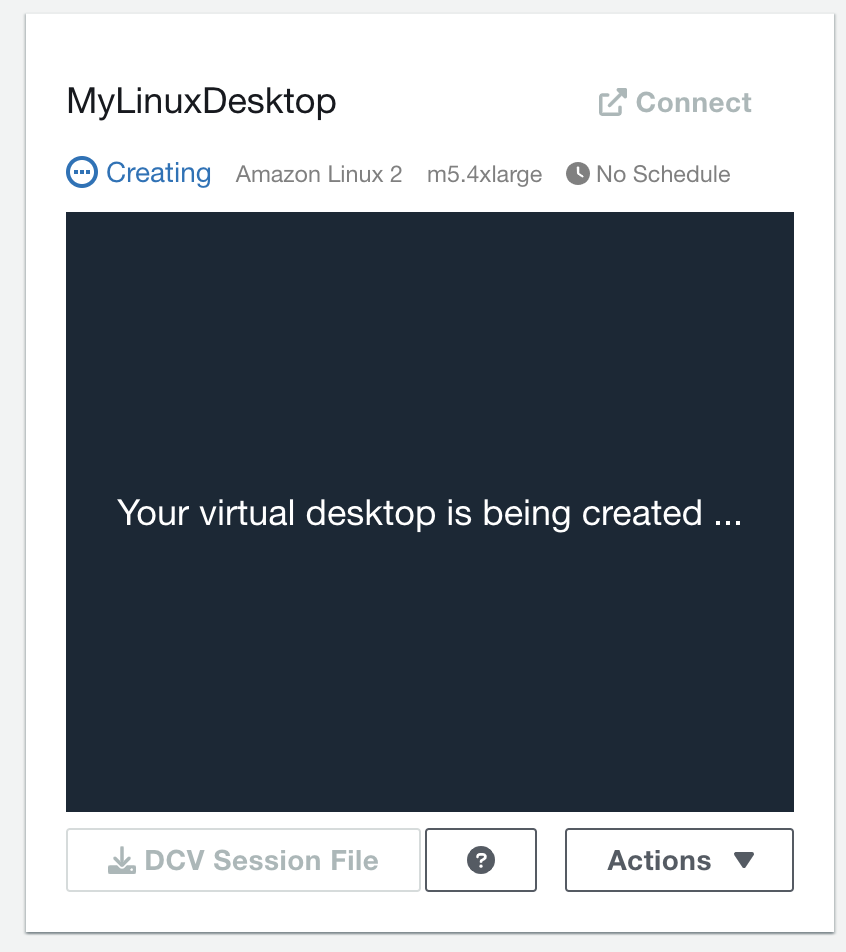 MyLinuxDesktop Connect
Creating Amazon Linux 2 m5.4xlarge No Schedule
Your virtual desktop is being created ...
DCV Session File ? Actions